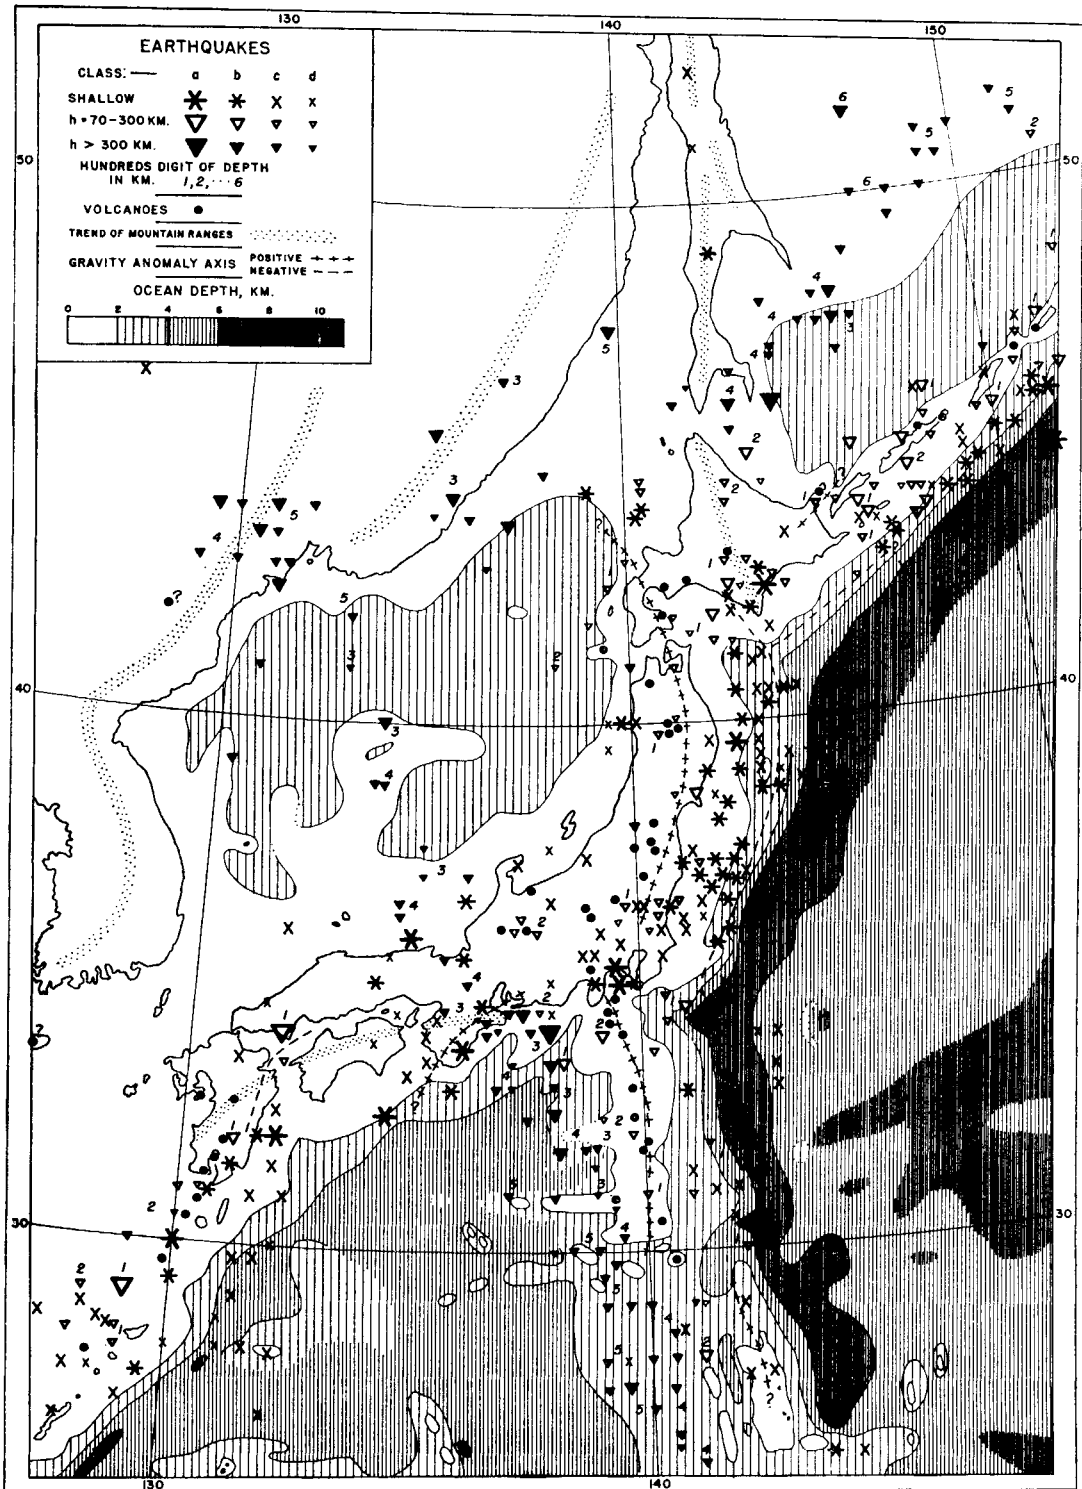 130 140 150
EARTHQUAKES
CLASS: — a b c d
SHALLOW
h = 70-300 KM.
h > 300 KM.
HUNDREDS DIGIT OF DEPTH
IN KM. 1,2,···6
VOLCANOES
TREND OF MOUNTAIN RANGES
GRAVITY ANOMALY AXIS POSITIVE
NEGATIVE
OCEAN DEPTH, KM.
0 2 4 6 8 10
50 50
40 40
30 30
130 140